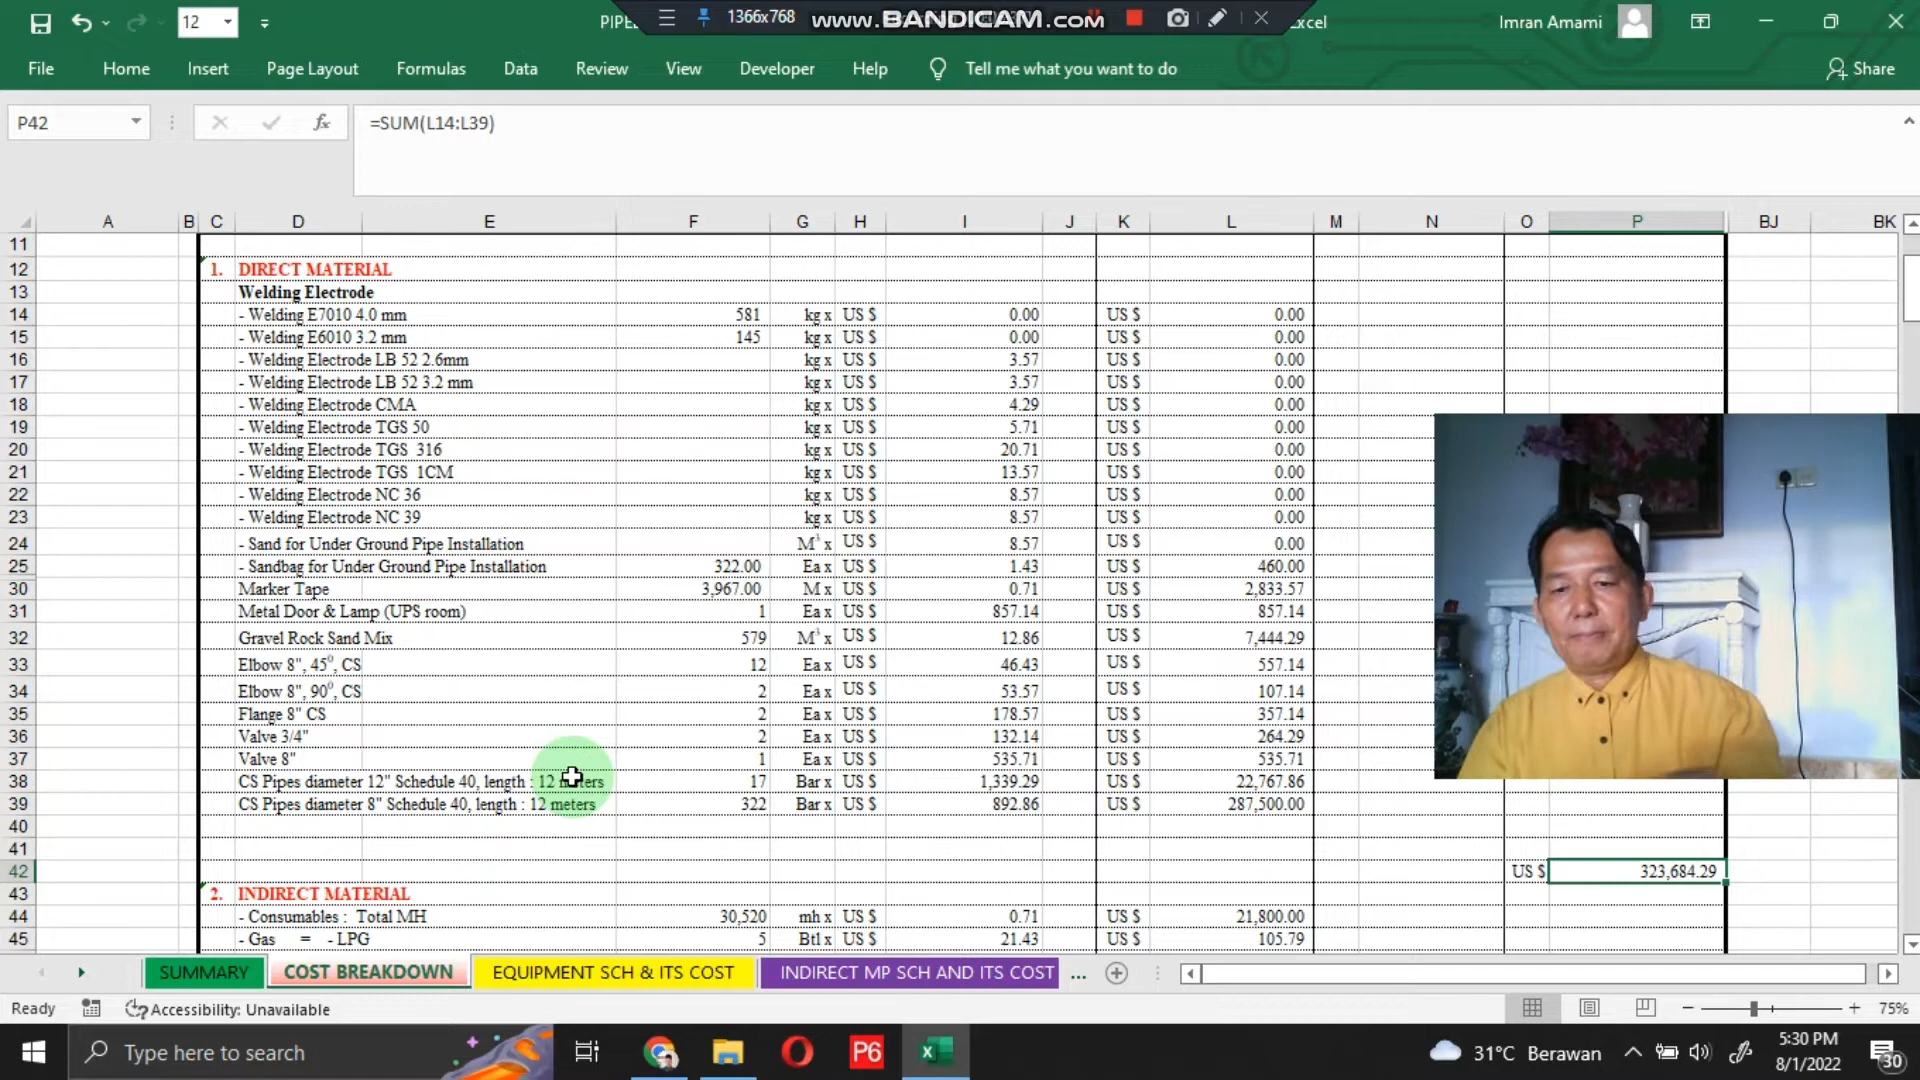 12
PIPEL
1366x768
www.BANDICAM.com
Excel
Imran Amami
File Home Insert Page Layout Formulas Data Review View Developer Help Tell me what you want to do Share
P42 fx =SUM(L14:L39)
A B C D E F G H I J K L M N O P BJ BK
11
12 1. DIRECT MATERIAL
13 Welding Electrode
14 - Welding E7010 4.0 mm 581 kg x US $ 0.00 US $ 0.00
15 - Welding E6010 3.2 mm 145 kg x US $ 0.00 US $ 0.00
16 - Welding Electrode LB 52 2.6mm kg x US $ 3.57 US $ 0.00
17 - Welding Electrode LB 52 3.2 mm kg x US $ 3.57 US $ 0.00
18 - Welding Electrode CMA kg x US $ 4.29 US $ 0.00
19 - Welding Electrode TGS 50 kg x US $ 5.71 US $ 0.00
20 - Welding Electrode TGS 316 kg x US $ 20.71 US $ 0.00
21 - Welding Electrode TGS 1CM kg x US $ 13.57 US $ 0.00
22 - Welding Electrode NC 36 kg x US $ 8.57 US $ 0.00
23 - Welding Electrode NC 39 kg x US $ 8.57 US $ 0.00
24 - Sand for Under Ground Pipe Installation M³ x US $ 8.57 US $ 0.00
25 - Sandbag for Under Ground Pipe Installation 322.00 Ea x US $ 1.43 US $ 460.00
30 Marker Tape 3,967.00 M x US $ 0.71 US $ 2,833.57
31 Metal Door & Lamp (UPS room) 1 Ea x US $ 857.14 US $ 857.14
32 Gravel Rock Sand Mix 579 M³ x US $ 12.86 US $ 7,444.29
33 Elbow 8", 45⁰, CS 12 Ea x US $ 46.43 US $ 557.14
34 Elbow 8", 90⁰, CS 2 Ea x US $ 53.57 US $ 107.14
35 Flange 8" CS 2 Ea x US $ 178.57 US $ 357.14
36 Valve 3/4" 2 Ea x US $ 132.14 US $ 264.29
37 Valve 8" 1 Ea x US $ 535.71 US $ 535.71
38 CS Pipes diameter 12" Schedule 40, length : 12 meters 17 Bar x US $ 1,339.29 US $ 22,767.86
39 CS Pipes diameter 8" Schedule 40, length : 12 meters 322 Bar x US $ 892.86 US $ 287,500.00
40
41
42 US $ 323,684.29
43 2. INDIRECT MATERIAL
44 - Consumables : Total MH 30,520 mh x US $ 0.71 US $ 21,800.00
45 - Gas = - LPG 5 Btl x US $ 21.43 US $ 105.79
SUMMARY COST BREAKDOWN EQUIPMENT SCH & ITS COST INDIRECT MP SCH AND ITS COST ...
Ready Accessibility: Unavailable 75%
Type here to search P6 31°C Berawan 5:30 PM
8/1/2022 30